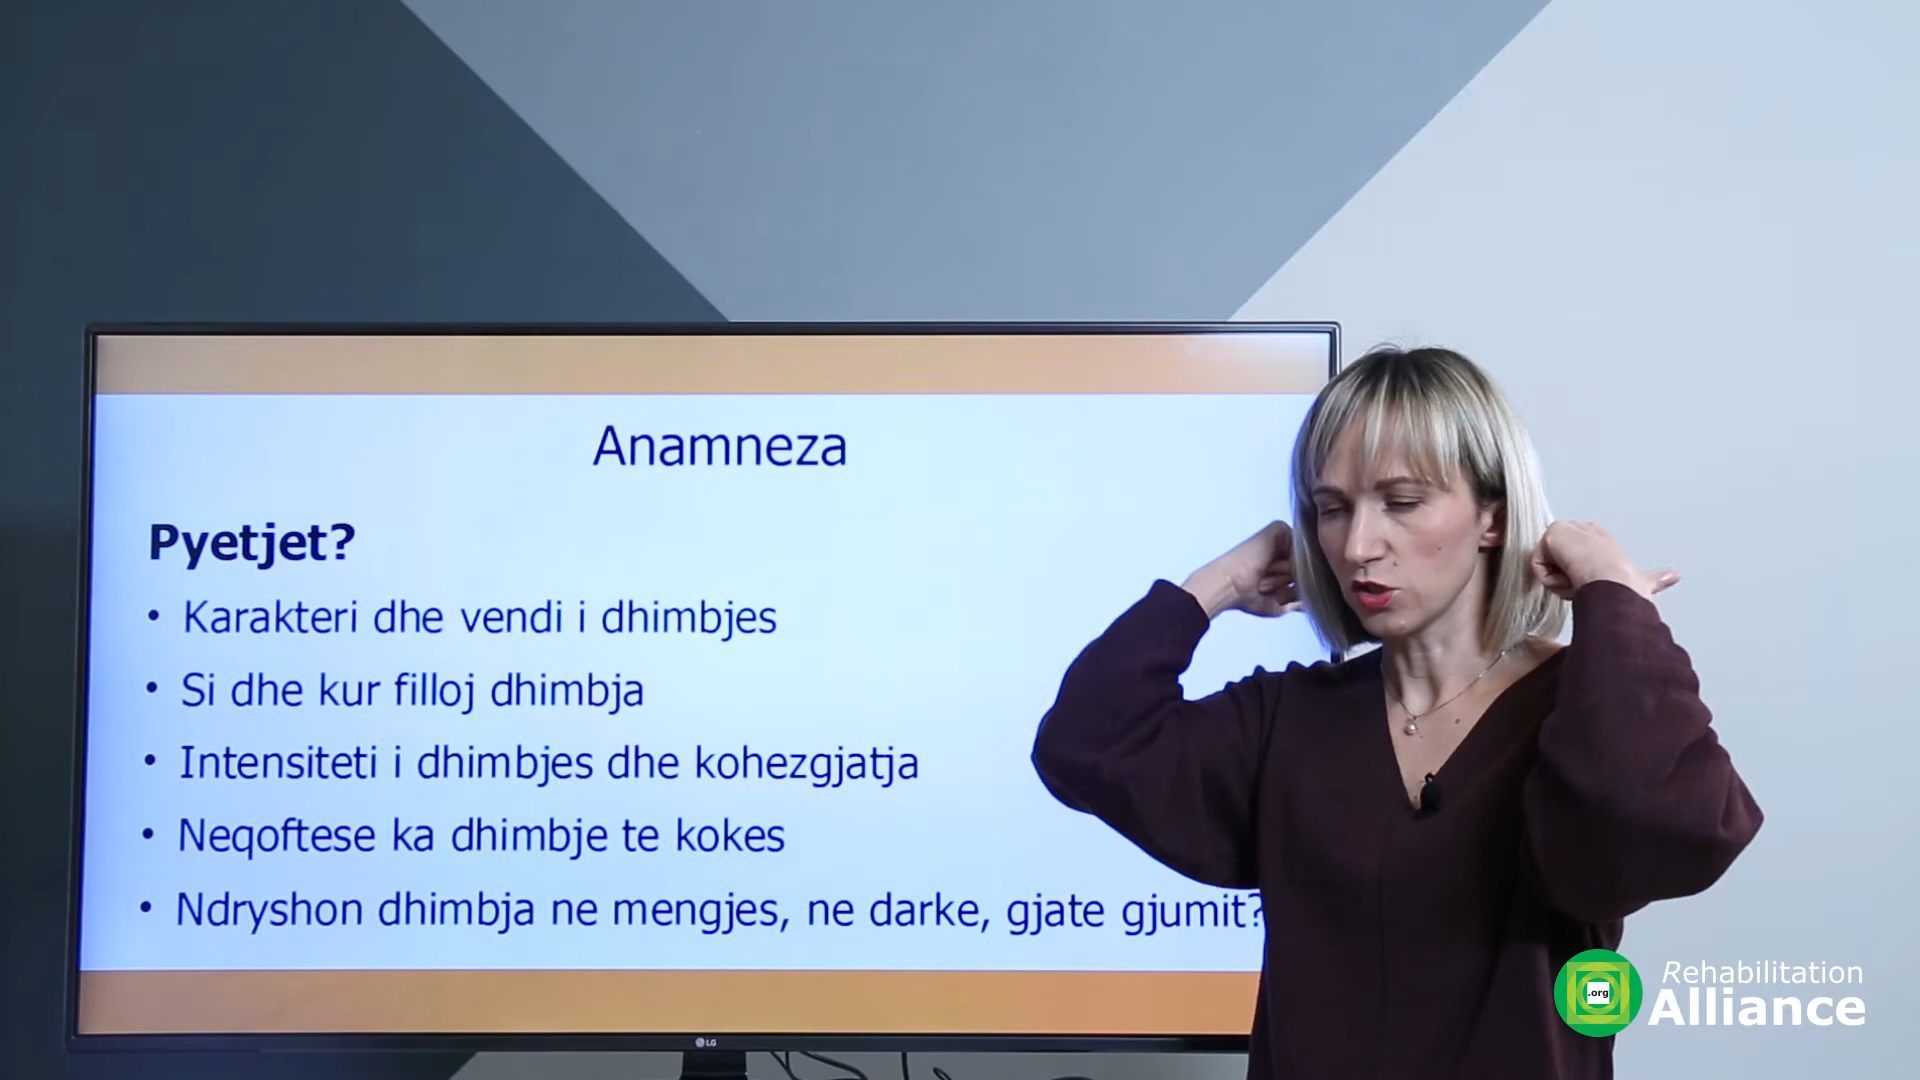 Anamneza
Pyetjet?
• Karakteri dhe vendi i dhimbjes
• Si dhe kur filloj dhimbja
• Intensiteti i dhimbjes dhe kohezgjatja
• Neqoftese ka dhimbje te kokes
• Ndryshon dhimbja ne mengjes, ne darke, gjate gjumit?
LG
.org
Rehabilitation
Alliance